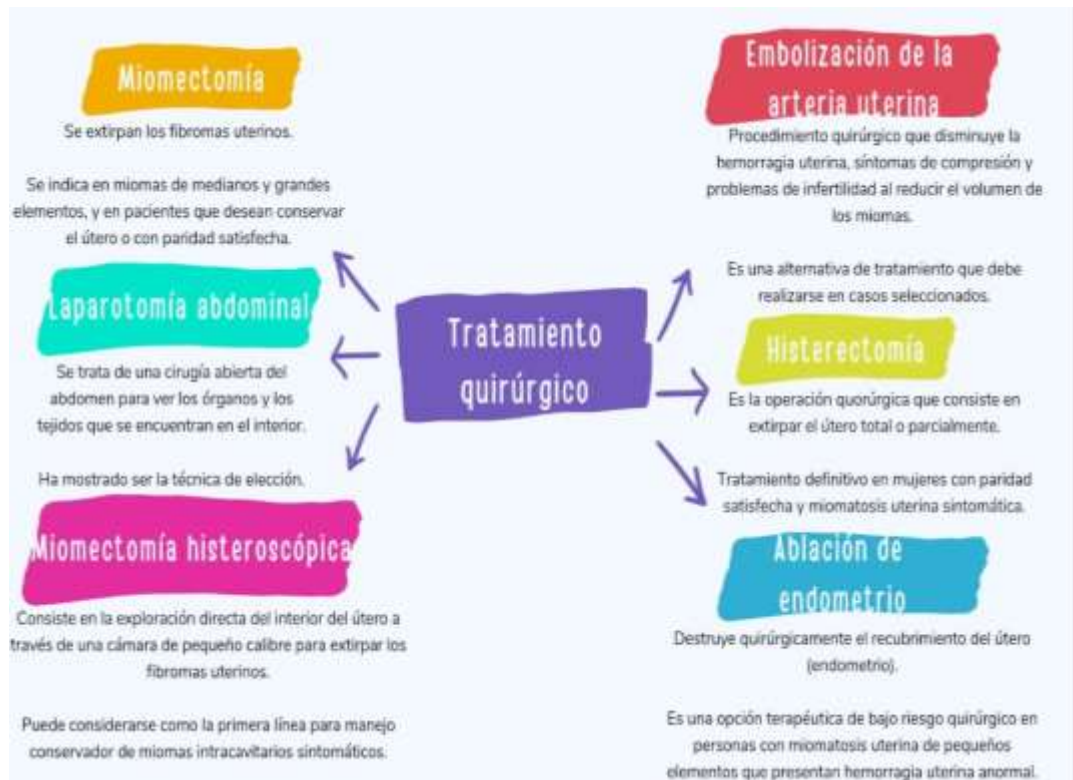 Miomectomía
Se extirpan los fibromas uterinos.
Se indica en miomas de medianos y grandes
elementos, y en pacientes que desean conservar
el útero o con paridad satisfecha.
Laparotomía abdominal
Se trata de una cirugía abierta del
abdomen para ver los órganos y los
tejidos que se encuentran en el interior.
Ha mostrado ser la técnica de elección.
Miomectomía histeroscópica
Consiste en la exploración directa del interior del útero a
través de una cámara de pequeño calibre para extirpar los
fibromas uterinos.
Puede considerarse como la primera línea para manejo
conservador de miomas intracavitarios sintomáticos.
Tratamiento
quirúrgico
Embolización de la
arteria uterina
Procedimiento quirúrgico que disminuye la
hemorragia uterina, síntomas de compresión y
problemas de infertilidad al reducir el volumen de
los miomas.
Es una alternativa de tratamiento que debe
realizarse en casos seleccionados.
Histerectomía
Es la operación quorúrgica que consiste en
extirpar el útero total o parcialmente.
Tratamiento definitivo en mujeres con paridad
satisfecha y miomatosis uterina sintomática.
Ablación de
endometrio
Destruye quirúrgicamente el recubrimiento del útero
(endometrio).
Es una opción terapéutica de bajo riesgo quirúrgico en
personas con miomatosis uterina de pequeños
elementos que presentan hemorragia uterina anormal.